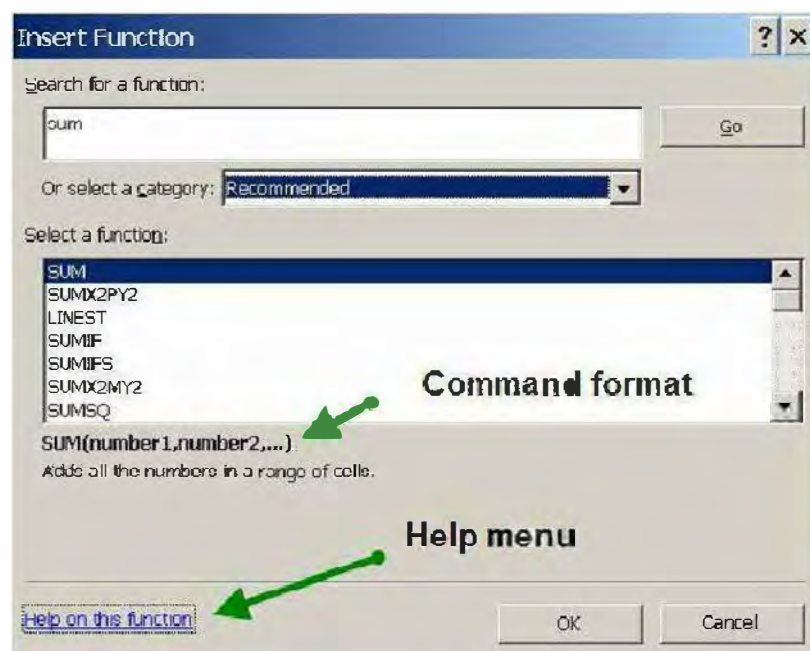 Insert Function
? ×
Search for a function:
sum
Go
Or select a category: Recommended
Select a function:
SUM
SUMX2PY2
LINEST
SUMIF
SUMIFS
SUMX2MY2
SUMSQ
Command format
SUM(number1,number2,...)
Adds all the numbers in a range of cells.
Help menu
Help on this function
OK
Cancel